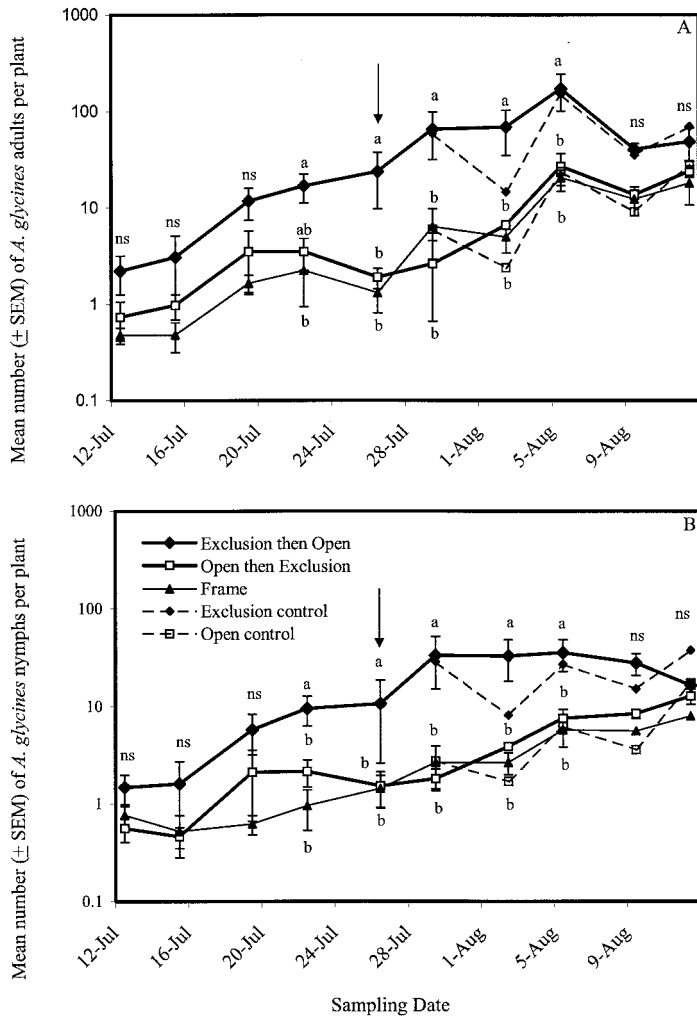 Mean number (± SEM) of A. glycines adults per plant
1000
100
10
1
0.1
A
ns
ns
ns
a
ab
b
a
b
b
a
b
b
a
b
b
a
b
b
ns
ns
12-Jul
16-Jul
20-Jul
24-Jul
28-Jul
1-Aug
5-Aug
9-Aug
Mean number (± SEM) of A. glycines nymphs per plant
1000
100
10
1
0.1
B
Exclusion then Open
Open then Exclusion
Frame
Exclusion control
Open control
ns
ns
ns
a
b
b
a
b
b
a
b
b
a
b
b
a
b
b
ns
ns
12-Jul
16-Jul
20-Jul
24-Jul
28-Jul
1-Aug
5-Aug
9-Aug
Sampling Date